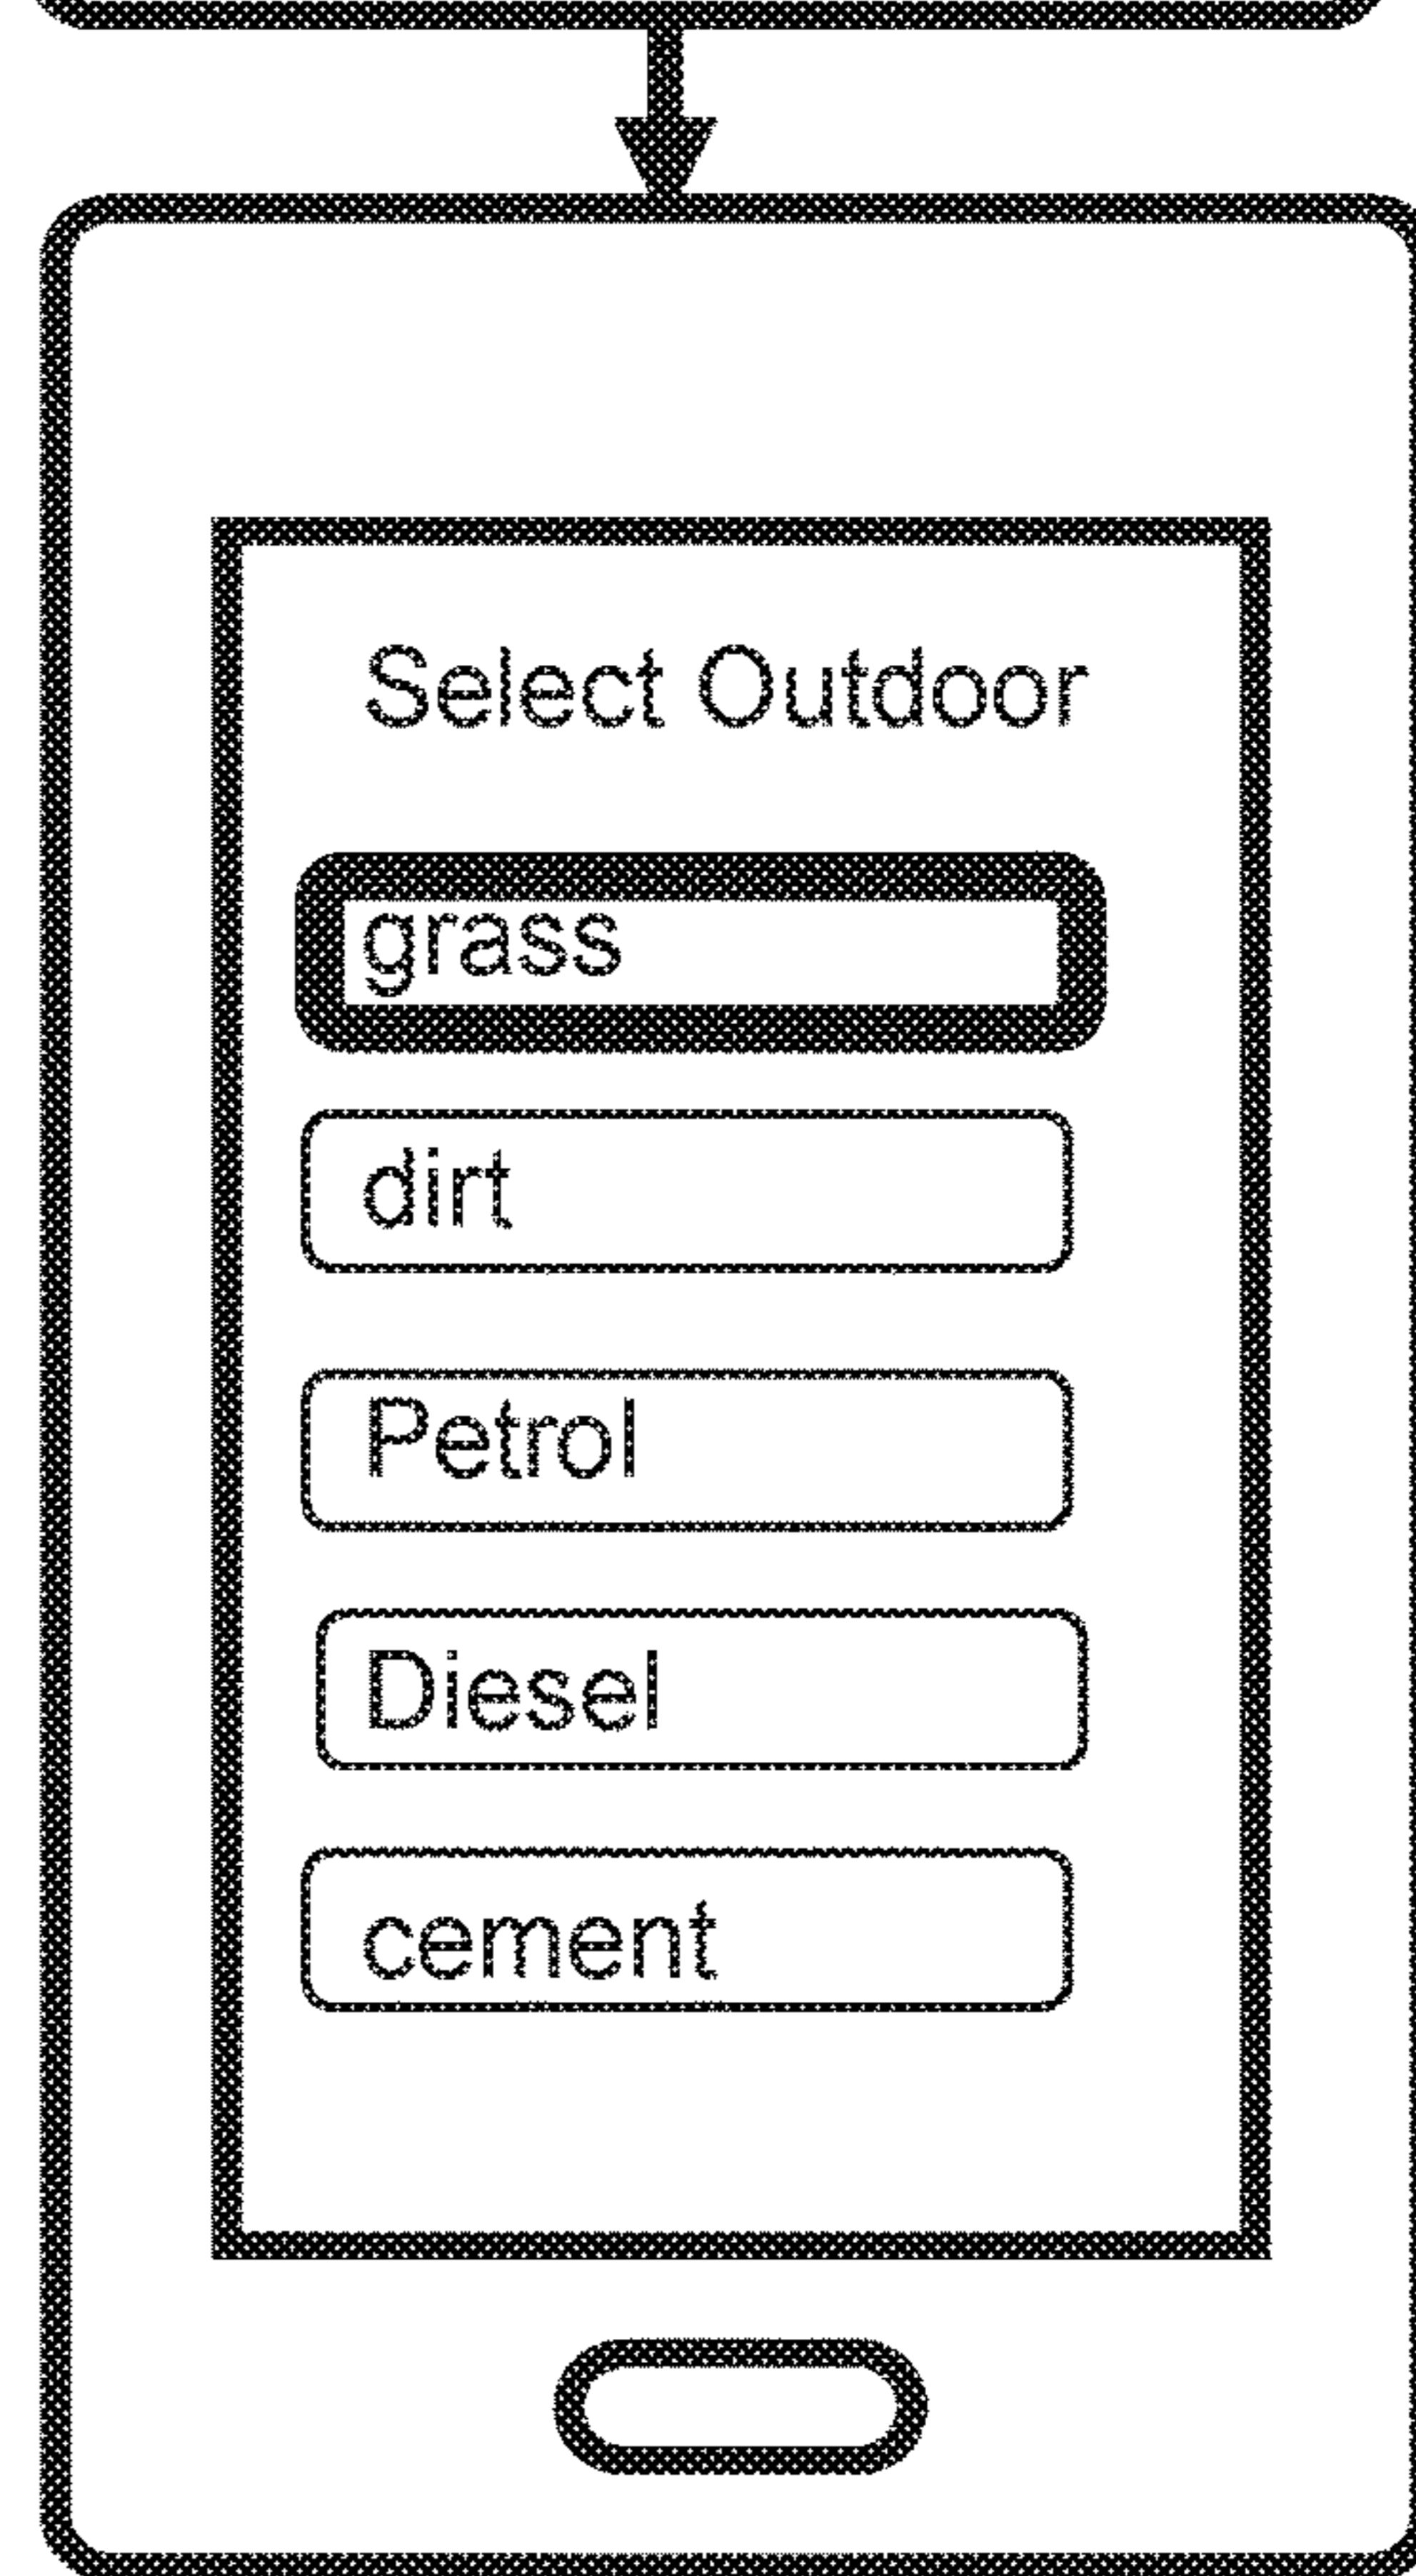 Select Outdoor
grass
dirt
Petrol
Diesel
cement